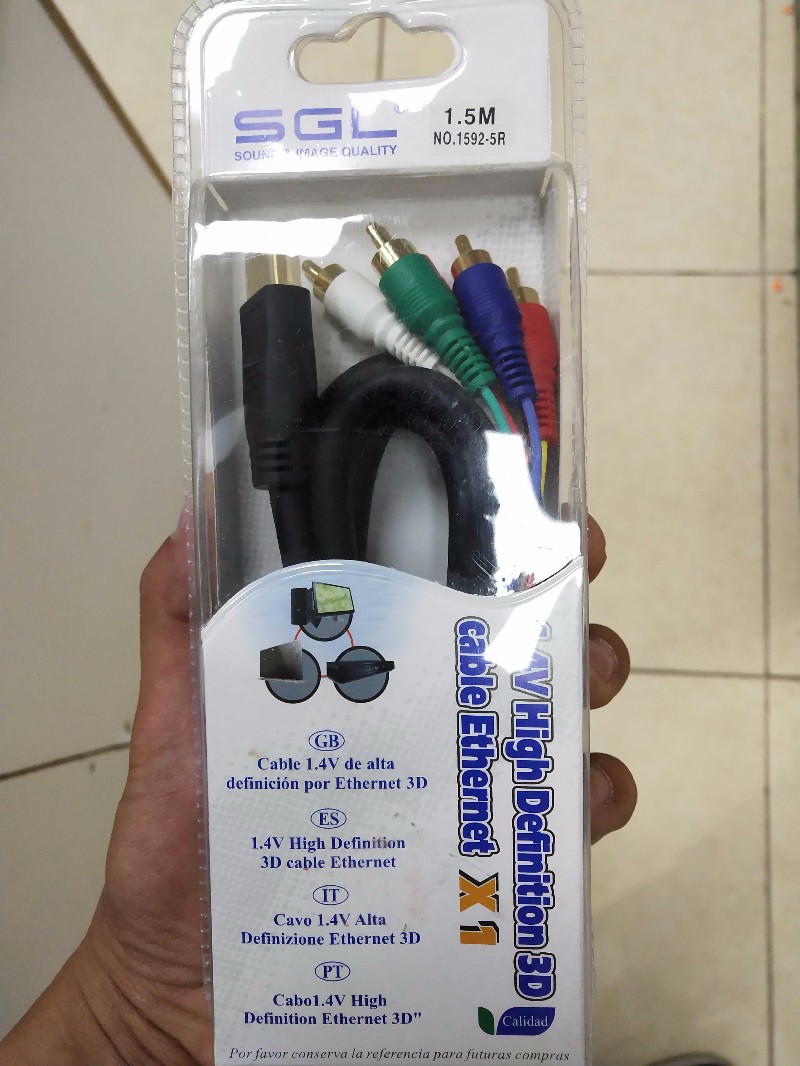 SGL
SOUND & IMAGE QUALITY
1.5M
NO.1592-5R
1.4V High Definition 3D
cable Ethernet X1
GB
Cable 1.4V de alta
definición por Ethernet 3D
ES
1.4V High Definition
3D cable Ethernet
IT
Cavo 1.4V Alta
Definizione Ethernet 3D
PT
Cabo1.4V High
Definition Ethernet 3D"
Calidad
Por favor conserva la referencia para futuras compras